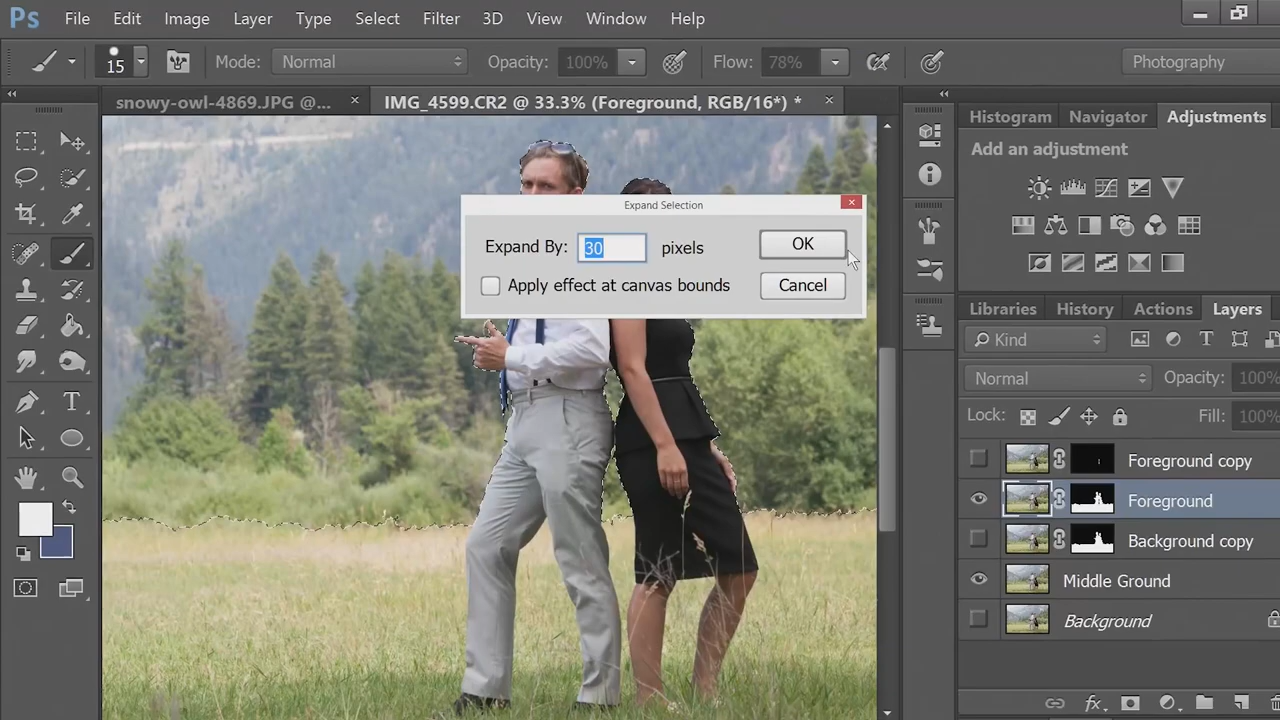 Ps File Edit Image Layer Type Select Filter 3D View Window Help
15 Mode: Normal Opacity: 100% Flow: 78% Photography
snowy-owl-4869.JPG @... IMG_4599.CR2 @ 33.3% (Foreground, RGB/16*) *
Histogram Navigator Adjustments
Add an adjustment
Expand Selection
Expand By: 30 pixels OK
Apply effect at canvas bounds Cancel
Libraries History Actions Layers
Kind
Normal Opacity: 100%
Lock: Fill: 100%
Foreground copy
Foreground
Background copy
Middle Ground
Background